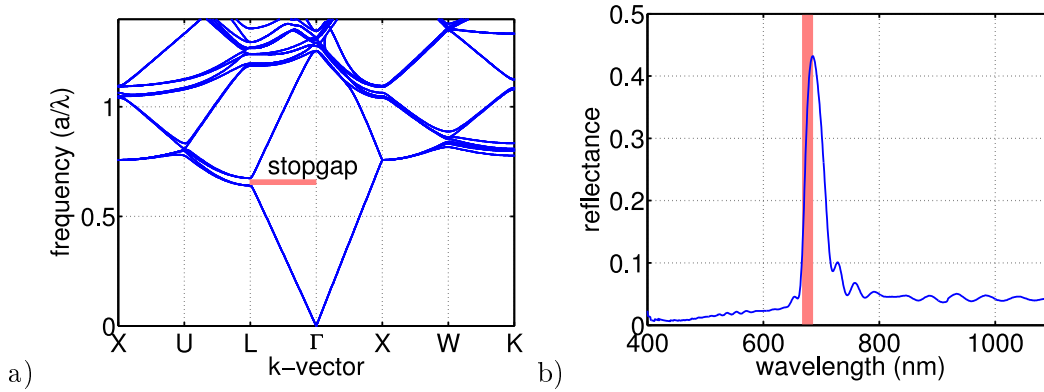 frequency (a/λ)
1
0.5
0
stopgap
X U L Γ X W K
k-vector
a)
reflectance
0.5
0.4
0.3
0.2
0.1
0
400 600 800 1000
wavelength (nm)
b)